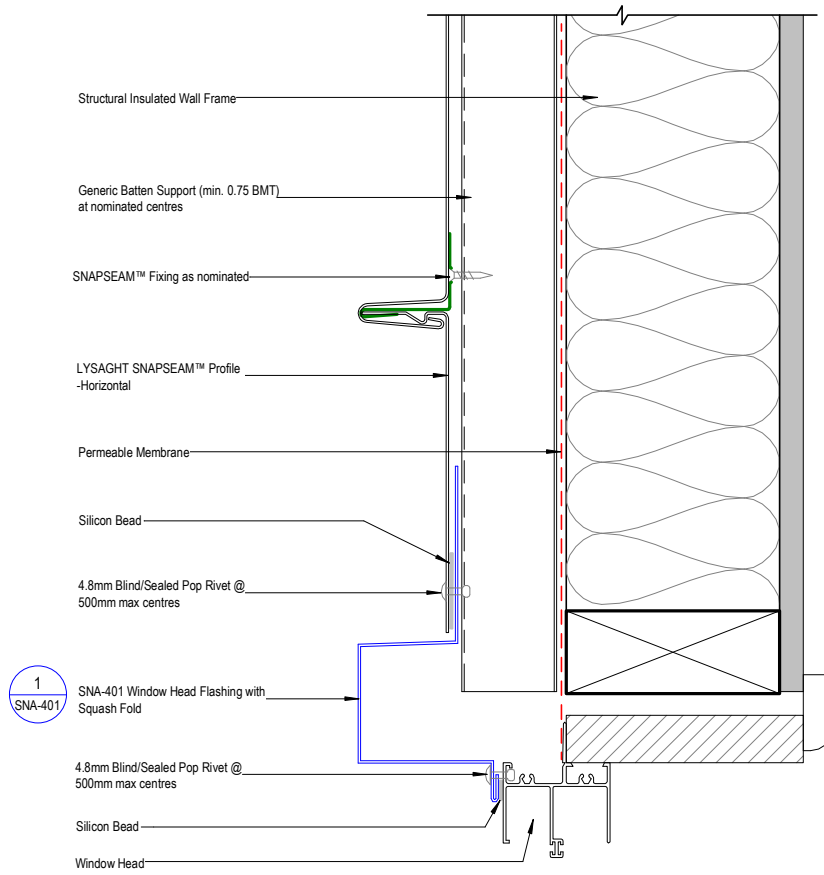 Structural Insulated Wall Frame
Generic Batten Support (min. 0.75 BMT)
at nominated centres
SNAPSEAM™ Fixing as nominated
LYSAGHT SNAPSEAM™ Profile
-Horizontal
Permeable Membrane
Silicon Bead
4.8mm Blind/Sealed Pop Rivet @
500mm max centres
1
SNA-401
SNA-401 Window Head Flashing with
Squash Fold
4.8mm Blind/Sealed Pop Rivet @
500mm max centres
Silicon Bead
Window Head